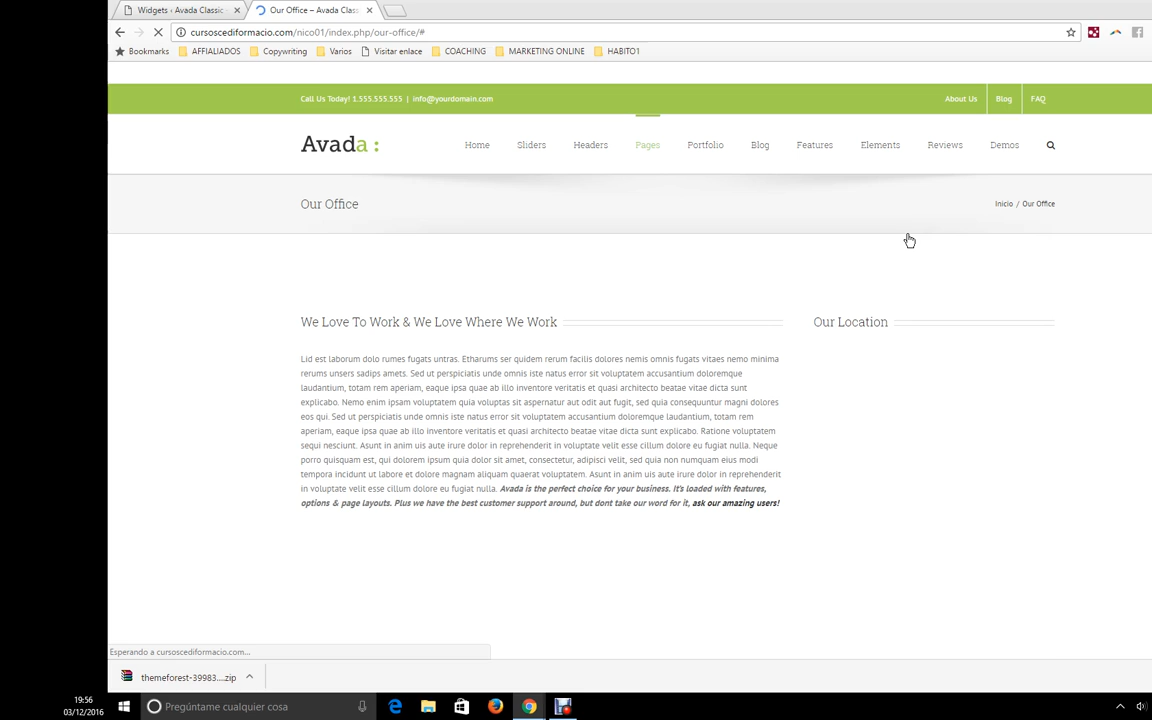 Widgets ‹ Avada Classic
Our Office – Avada Clas
cursoscediformacio.com/nico01/index.php/our-office/#
Bookmarks AFFIALIADOS Copywriting Varios Visitar enlace COACHING MARKETING ONLINE HABITO1
Call Us Today! 1.555.555.555 | info@yourdomain.com About Us Blog FAQ
Avada : Home Sliders Headers Pages Portfolio Blog Features Elements Reviews Demos
Our Office Inicio / Our Office
We Love To Work & We Love Where We Work
Our Location
Lid est laborum dolo rumes fugats untras. Etharums ser quidem rerum facilis dolores nemis omnis fugats vitaes nemo minima
rerums unsers sadips amets. Sed ut perspiciatis unde omnis iste natus error sit voluptatem accusantium doloremque
laudantium, totam rem aperiam, eaque ipsa quae ab illo inventore veritatis et quasi architecto beatae vitae dicta sunt
explicabo. Nemo enim ipsam voluptatem quia voluptas sit aspernatur aut odit aut fugit, sed quia consequuntur magni dolores
eos qui. Sed ut perspiciatis unde omnis iste natus error sit voluptatem accusantium doloremque laudantium, totam rem
aperiam, eaque ipsa quae ab illo inventore veritatis et quasi architecto beatae vitae dicta sunt explicabo. Ratione voluptatem
sequi nesciunt. Asunt in anim uis aute irure dolor in reprehenderit in voluptate velit esse cillum dolore eu fugiat nulla. Neque
porro quisquam est, qui dolorem ipsum quia dolor sit amet, consectetur, adipisci velit, sed quia non numquam eius modi
tempora incidunt ut labore et dolore magnam aliquam quaerat voluptatem. Asunt in anim uis aute irure dolor in reprehenderit
in voluptate velit esse cillum dolore eu fugiat nulla. Avada is the perfect choice for your business. It's loaded with features,
options & page layouts. Plus we have the best customer support around, but dont take our word for it, ask our amazing users!
Esperando a cursoscediformacio.com...
themeforest-39983....zip
19:56
03/12/2016
Pregúntame cualquier cosa